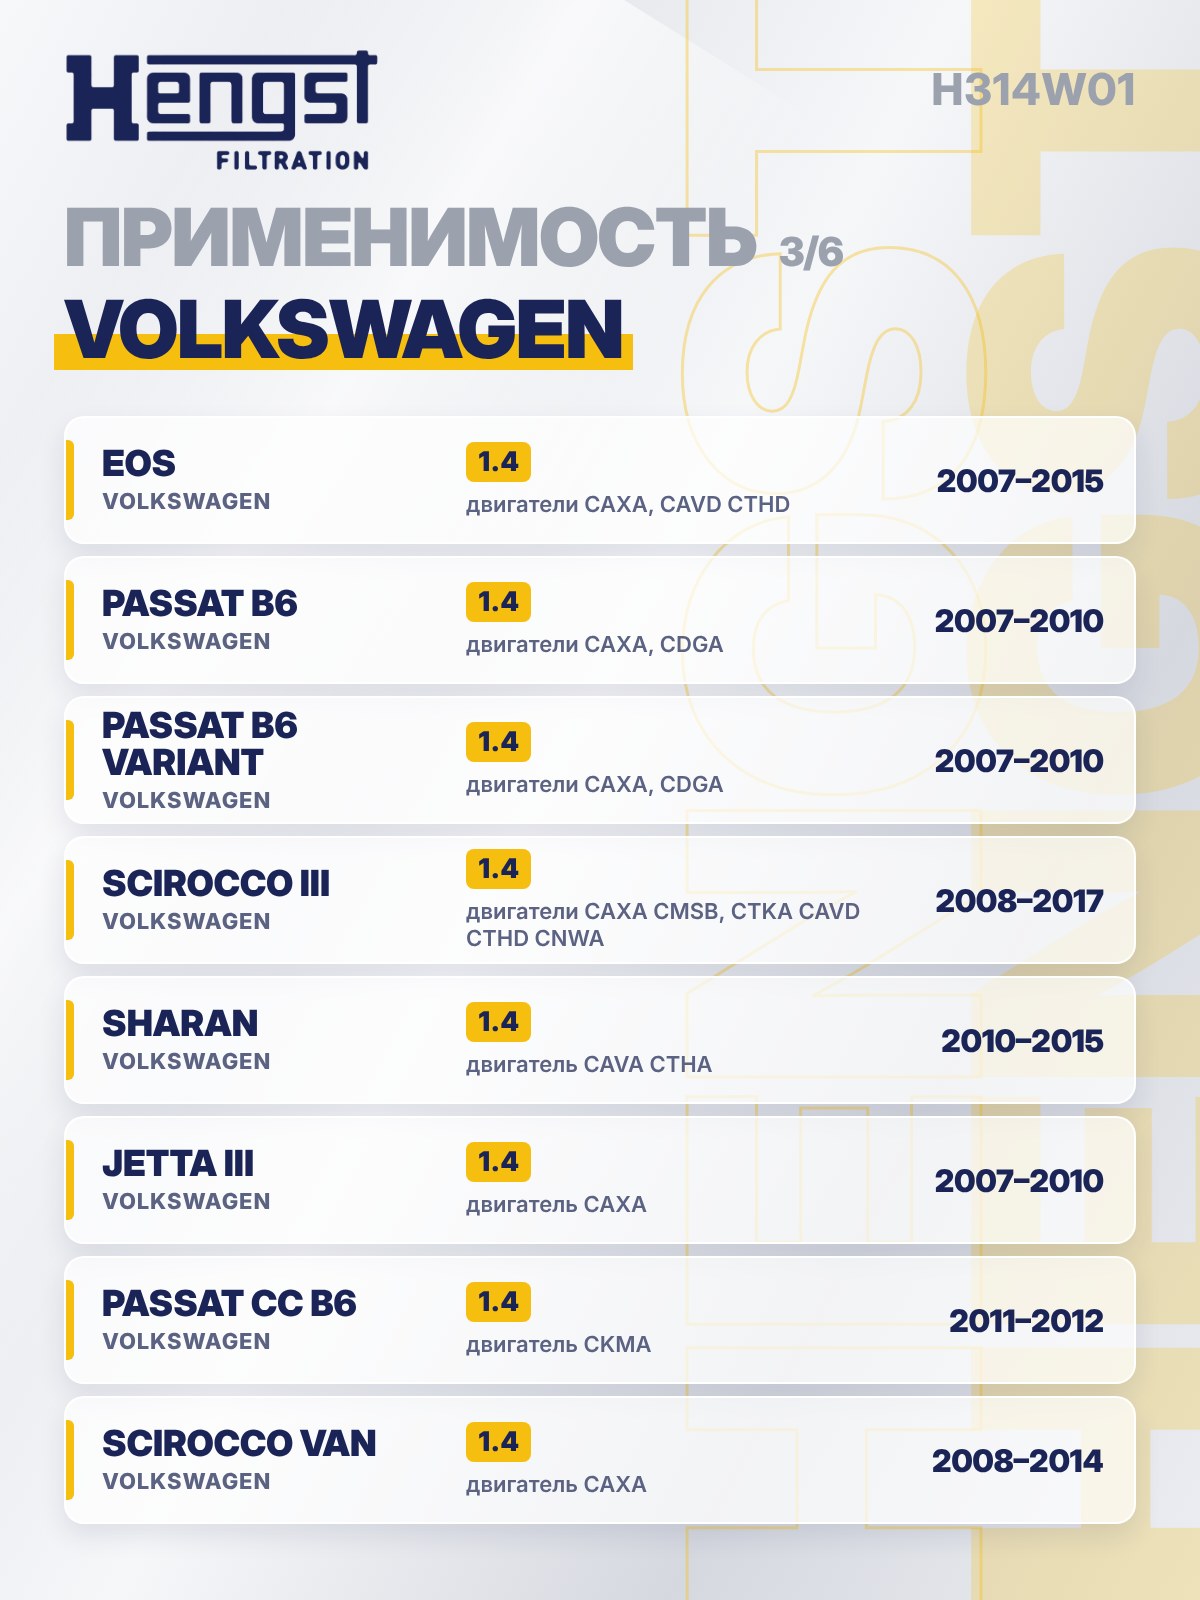 Hengst
FILTRATION
H314W01
ПРИМЕНИМОСТЬ 3/6
VOLKSWAGEN
EOS
VOLKSWAGEN
1.4
двигатели CAXA, CAVD CTHD
2007–2015
PASSAT B6
VOLKSWAGEN
1.4
двигатели CAXA, CDGA
2007–2010
PASSAT B6
VARIANT
VOLKSWAGEN
1.4
двигатели CAXA, CDGA
2007–2010
SCIROCCO III
VOLKSWAGEN
1.4
двигатели CAXA CMSB, CTKA CAVD
CTHD CNWA
2008–2017
SHARAN
VOLKSWAGEN
1.4
двигатель CAVA CTHA
2010–2015
JETTA III
VOLKSWAGEN
1.4
двигатель CAXA
2007–2010
PASSAT CC B6
VOLKSWAGEN
1.4
двигатель CKMA
2011–2012
SCIROCCO VAN
VOLKSWAGEN
1.4
двигатель CAXA
2008–2014
HENGST
HENGST